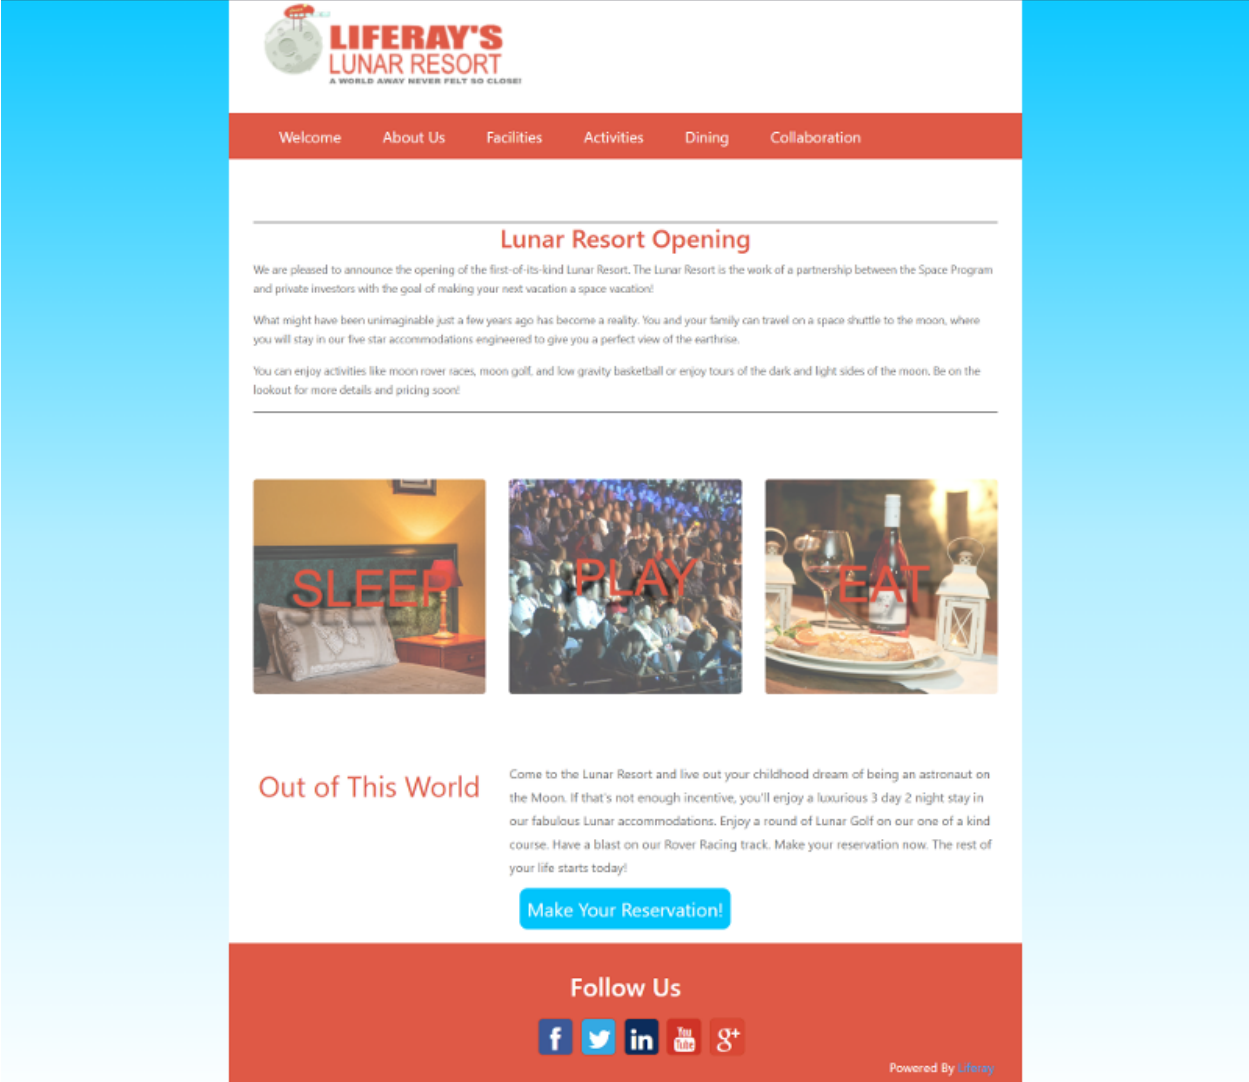 LIFERAY'S
LUNAR RESORT
A WORLD AWAY NEVER FELT SO CLOSE!
Welcome About Us Facilities Activities Dining Collaboration
Lunar Resort Opening
We are pleased to announce the opening of the first-of-its-kind Lunar Resort. The Lunar Resort is the work of a partnership between the Space Program
and private investors with the goal of making your next vacation a space vacation!
What might have been unimaginable just a few years ago has become a reality. You and your family can travel on a space shuttle to the moon, where
you will stay in our five star accommodations engineered to give you a perfect view of the earthrise.
You can enjoy activities like moon rover races, moon golf, and low gravity basketball or enjoy tours of the dark and light sides of the moon. Be on the
lookout for more details and pricing soon!
SLEEP PLAY EAT
Out of This World
Come to the Lunar Resort and live out your childhood dream of being an astronaut on
the Moon. If that's not enough incentive, you'll enjoy a luxurious 3 day 2 night stay in
our fabulous Lunar accommodations. Enjoy a round of Lunar Golf on our one of a kind
course. Have a blast on our Rover Racing track. Make your reservation now. The rest of
your life starts today!
Make Your Reservation!
Follow Us
f in You Tube g+
Powered By Liferay